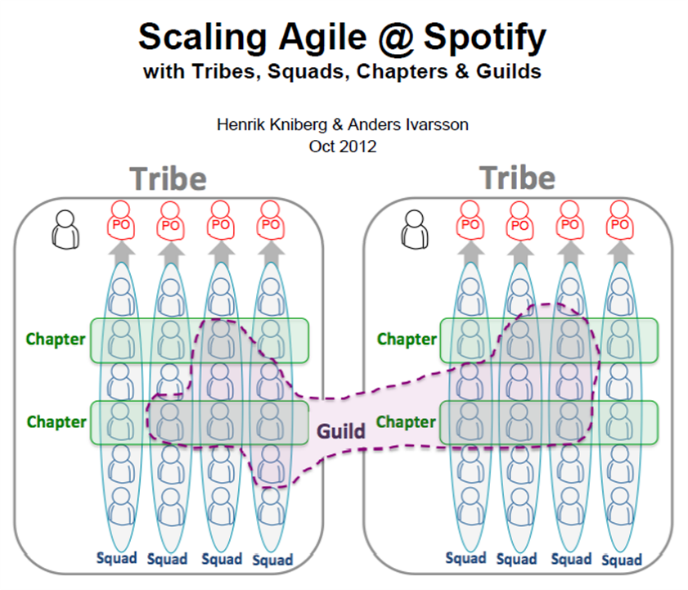 Scaling Agile @ Spotify
with Tribes, Squads, Chapters & Guilds
Henrik Kniberg & Anders Ivarsson
Oct 2012
Tribe
Tribe
PO PO PO PO
PO PO PO PO
Chapter
Chapter
Chapter
Guild
Chapter
Squad Squad Squad Squad
Squad Squad Squad Squad